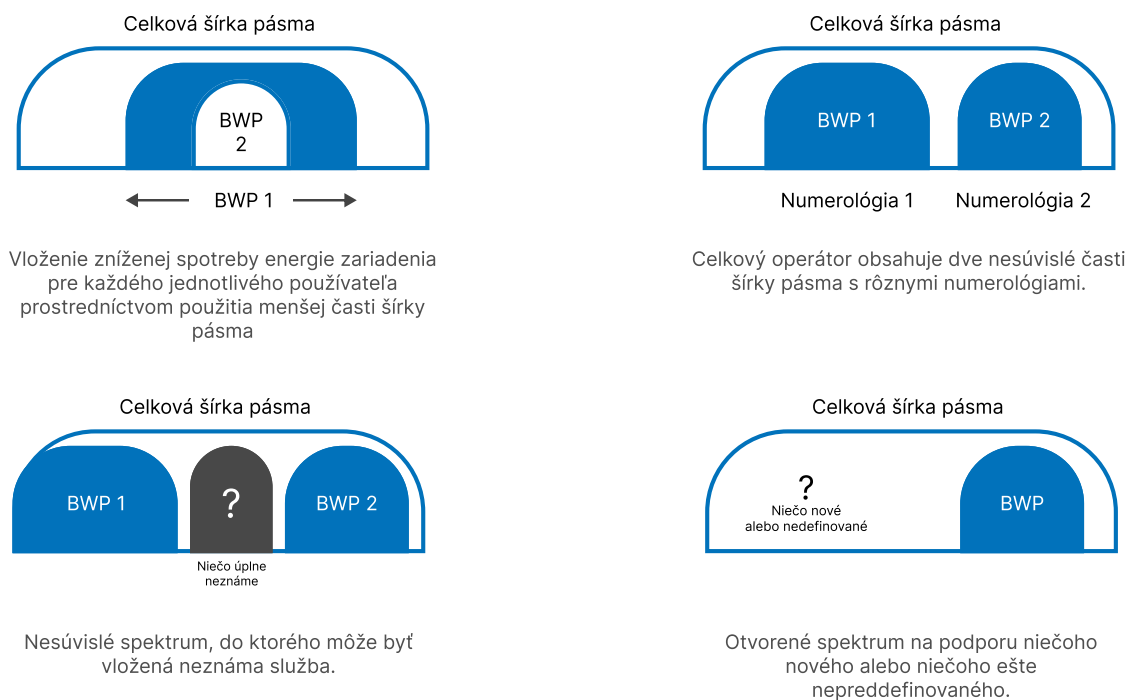 Celková šírka pásma
BWP
2
BWP 1
Vloženie zníženej spotreby energie zariadenia
pre každého jednotlivého používateľa
prostredníctvom použitia menšej časti šírky
pásma
Celková šírka pásma
BWP 1
BWP 2
Numerológia 1
Numerológia 2
Celkový operátor obsahuje dve nesúvislé časti
šírky pásma s rôznymi numerológiami.
Celková šírka pásma
BWP 1
?
BWP 2
Niečo úplne
neznáme
Nesúvislé spektrum, do ktorého môže byť
vložená neznáma služba.
Celková šírka pásma
?
Niečo nové
alebo nedefinované
BWP
Otvorené spektrum na podporu niečoho
nového alebo niečoho ešte
nepreddefinovaného.